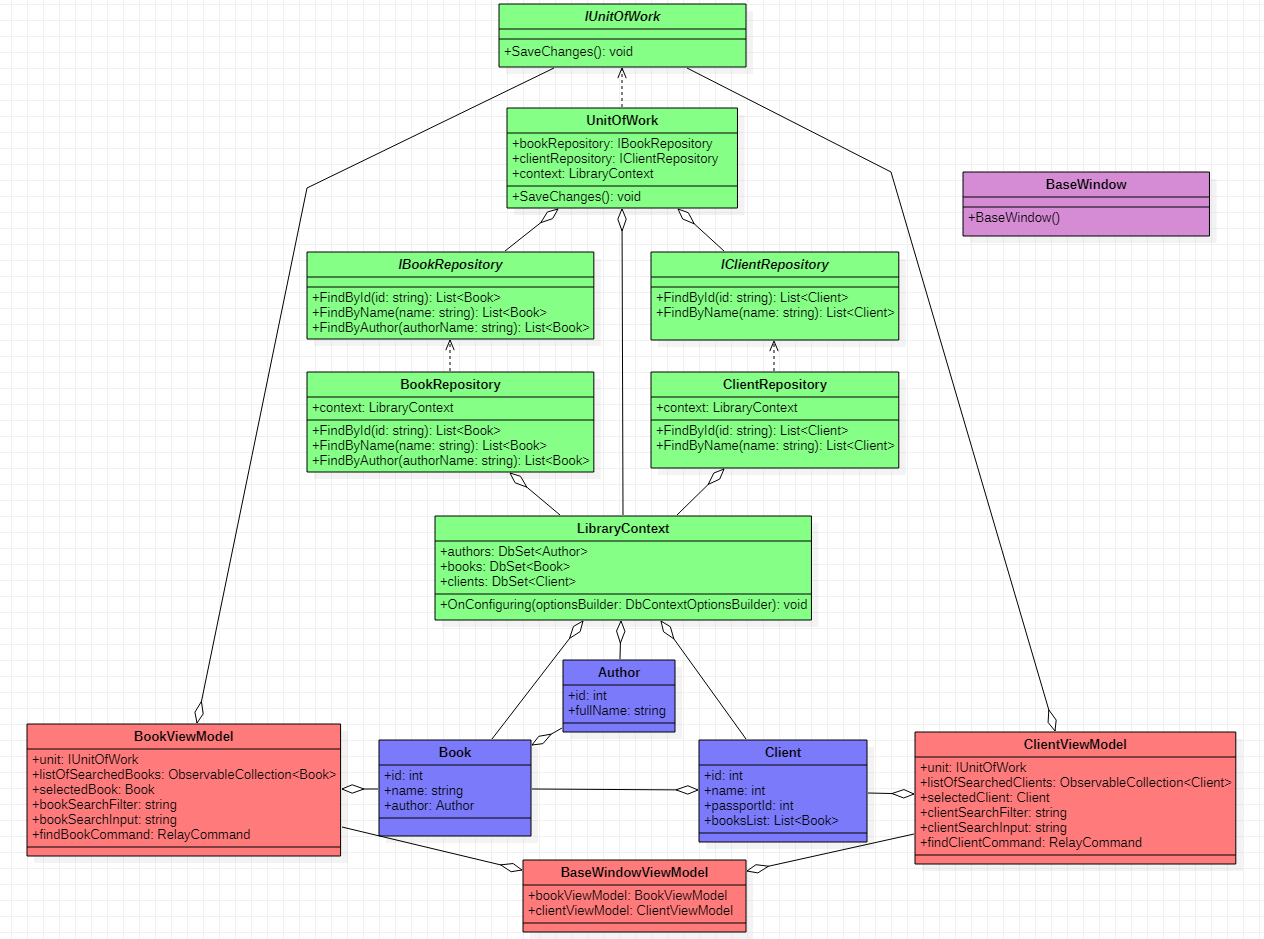 IUnitOfWork
+SaveChanges(): void
UnitOfWork
+bookRepository: IBookRepository
+clientRepository: IClientRepository
+context: LibraryContext
+SaveChanges(): void
BaseWindow
+BaseWindow()
IBookRepository
+FindById(id: string): List<Book>
+FindByName(name: string): List<Book>
+FindByAuthor(authorName: string): List<Book>
IClientRepository
+FindById(id: string): List<Client>
+FindByName(name: string): List<Client>
BookRepository
+context: LibraryContext
+FindById(id: string): List<Book>
+FindByName(name: string): List<Book>
+FindByAuthor(authorName: string): List<Book>
ClientRepository
+context: LibraryContext
+FindById(id: string): List<Client>
+FindByName(name: string): List<Client>
LibraryContext
+authors: DbSet<Author>
+books: DbSet<Book>
+clients: DbSet<Client>
+OnConfiguring(optionsBuilder: DbContextOptionsBuilder): void
Author
+id: int
+fullName: string
BookViewModel
+unit: IUnitOfWork
+listOfSearchedBooks: ObservableCollection<Book>
+selectedBook: Book
+bookSearchFilter: string
+bookSearchInput: string
+findBookCommand: RelayCommand
Book
+id: int
+name: string
+author: Author
Client
+id: int
+name: int
+passportId: int
+booksList: List<Book>
ClientViewModel
+unit: IUnitOfWork
+listOfSearchedClients: ObservableCollection<Client>
+selectedClient: Client
+clientSearchFilter: string
+clientSearchInput: string
+findClientCommand: RelayCommand
BaseWindowViewModel
+bookViewModel: BookViewModel
+clientViewModel: ClientViewModel